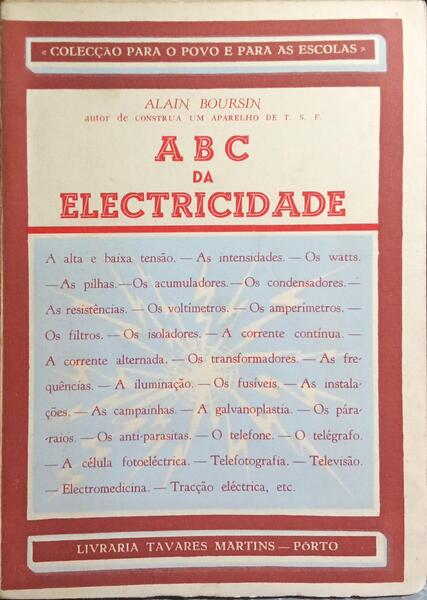 « COLECÇÃO PARA O POVO E PARA AS ESCOLAS »
ALAIN BOURSIN
autor de CONSTRUA UM APARELHO DE T. S. F.
ABC
DA
ELECTRICIDADE
A alta e baixa tensão. — As intensidades. — Os watts.
— As pilhas. — Os acumuladores. — Os condensadores. —
As resistências. — Os voltímetros. — Os amperímetros. —
Os filtros. — Os isoladores. — A corrente contínua. —
A corrente alternada. — Os transformadores. — As fre-
quências. — A iluminação. — Os fusíveis. — As instala-
ções. — As campainhas. — A galvanoplastia. — Os pára-
-raios. — Os anti-parasitas. — O telefone. — O telégrafo.
— A célula fotoeléctrica. — Telefotografia. — Televisão.
— Electromedicina. — Tracção eléctrica, etc.
LIVRARIA TAVARES MARTINS — PÔRTO